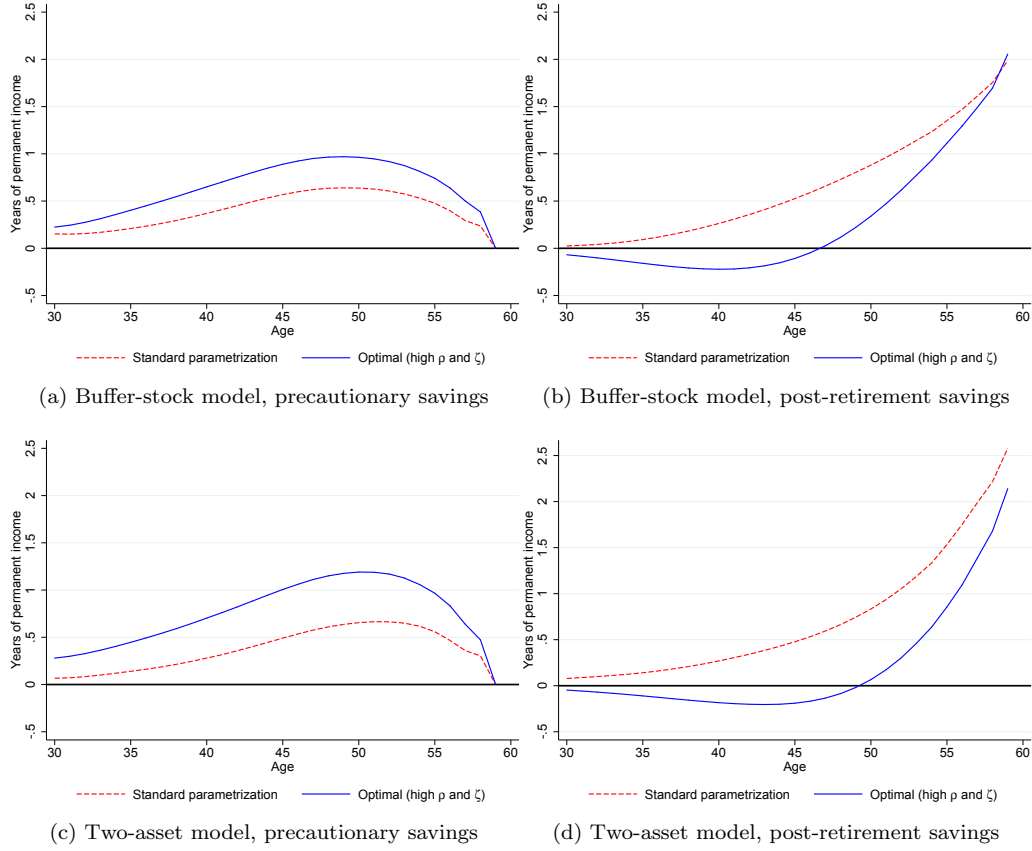 2.5
2
1.5
1
.5
0
-.5
Years of permanent income
30 35 40 45 50 55 60
Age
Standard parametrization Optimal (high ρ and ζ)
(a) Buffer-stock model, precautionary savings
2.5
2
1.5
1
.5
0
-.5
Years of permanent income
30 35 40 45 50 55 60
Age
Standard parametrization Optimal (high ρ and ζ)
(b) Buffer-stock model, post-retirement savings
2.5
2
1.5
1
.5
0
-.5
Years of permanent income
30 35 40 45 50 55 60
Age
Standard parametrization Optimal (high ρ and ζ)
(c) Two-asset model, precautionary savings
2.5
2
1.5
1
.5
0
-.5
Years of permanent income
30 35 40 45 50 55 60
Age
Standard parametrization Optimal (high ρ and ζ)
(d) Two-asset model, post-retirement savings